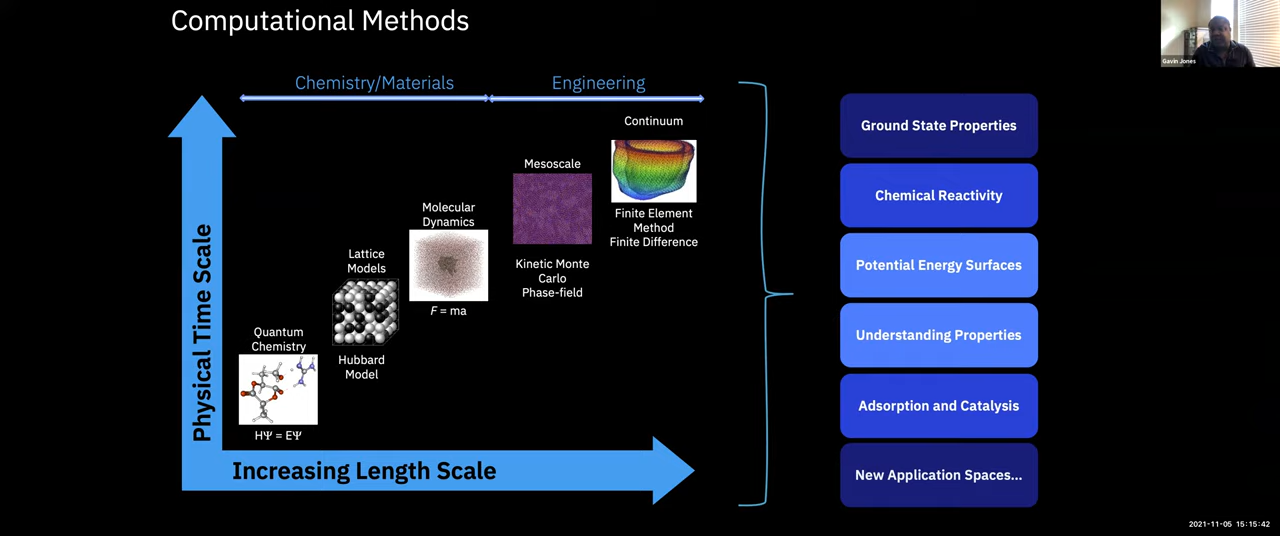 Computational Methods
Gavin Jones
Chemistry/Materials
Engineering
Physical Time Scale
Increasing Length Scale
Quantum
Chemistry
HΨ = EΨ
Lattice
Models
Hubbard
Model
Molecular
Dynamics
F = ma
Mesoscale
Kinetic Monte
Carlo
Phase-field
Continuum
Finite Element
Method
Finite Difference
Ground State Properties
Chemical Reactivity
Potential Energy Surfaces
Understanding Properties
Adsorption and Catalysis
New Application Spaces...
2021-11-05 15:15:42